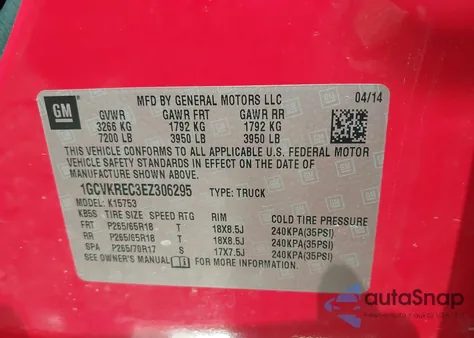 GM
MFD BY GENERAL MOTORS LLC 04/14
GVWR GAWR FRT GAWR RR
3266 KG 1792 KG 1792 KG
7200 LB 3950 LB 3950 LB
THIS VEHICLE CONFORMS TO ALL APPLICABLE U.S. FEDERAL MOTOR
VEHICLE SAFETY STANDARDS IN EFFECT ON THE DATE OF
MANUFACTURE SHOWN ABOVE.
1GCVKREC3EZ306295 TYPE: TRUCK
MODEL: K15753
KBSS TIRE SIZE SPEED RTG RIM COLD TIRE PRESSURE
FRT P265/65R18 T 18X8.5J 240KPA(35PSI)
RR P265/65R18 T 18X8.5J 240KPA(35PSI)
SPA P265/70R17 S 17X7.5J 240KPA(35PSI)
SEE OWNER'S MANUAL FOR MORE INFORMATION.
autoSnap